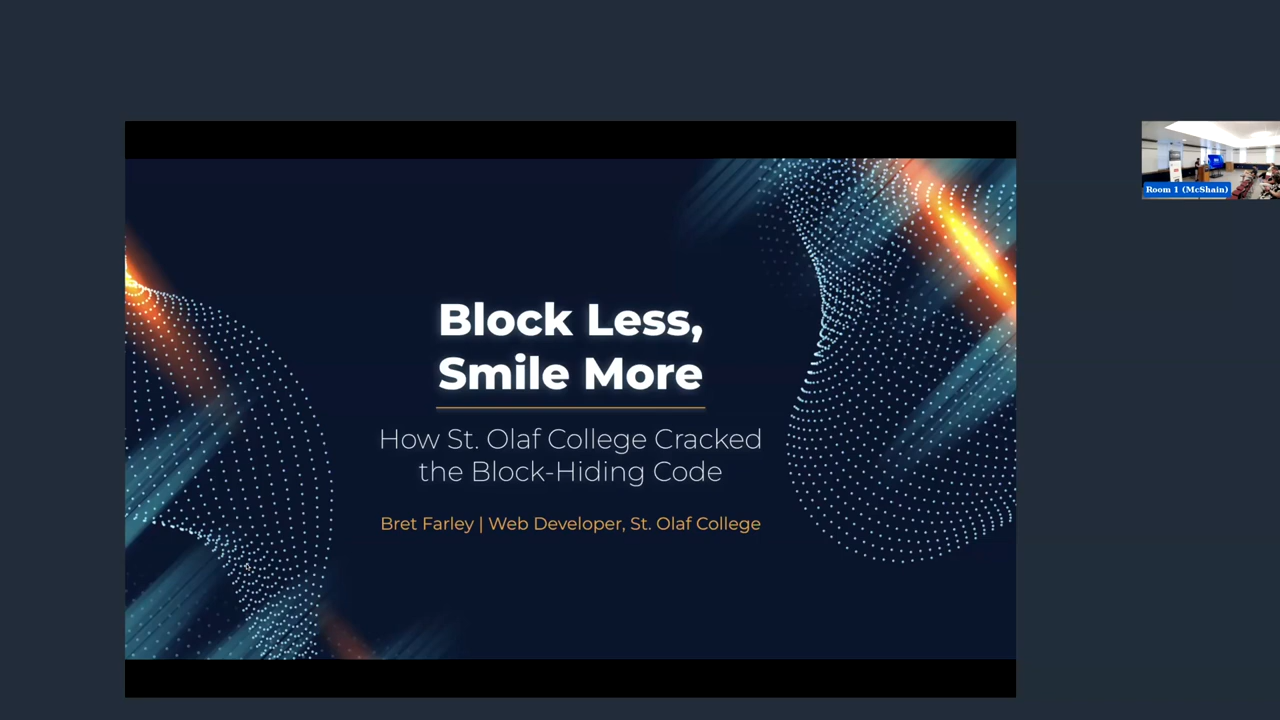 Block Less,
Smile More
How St. Olaf College Cracked
the Block-Hiding Code
Bret Farley | Web Developer, St. Olaf College
Room 1 (McShain)